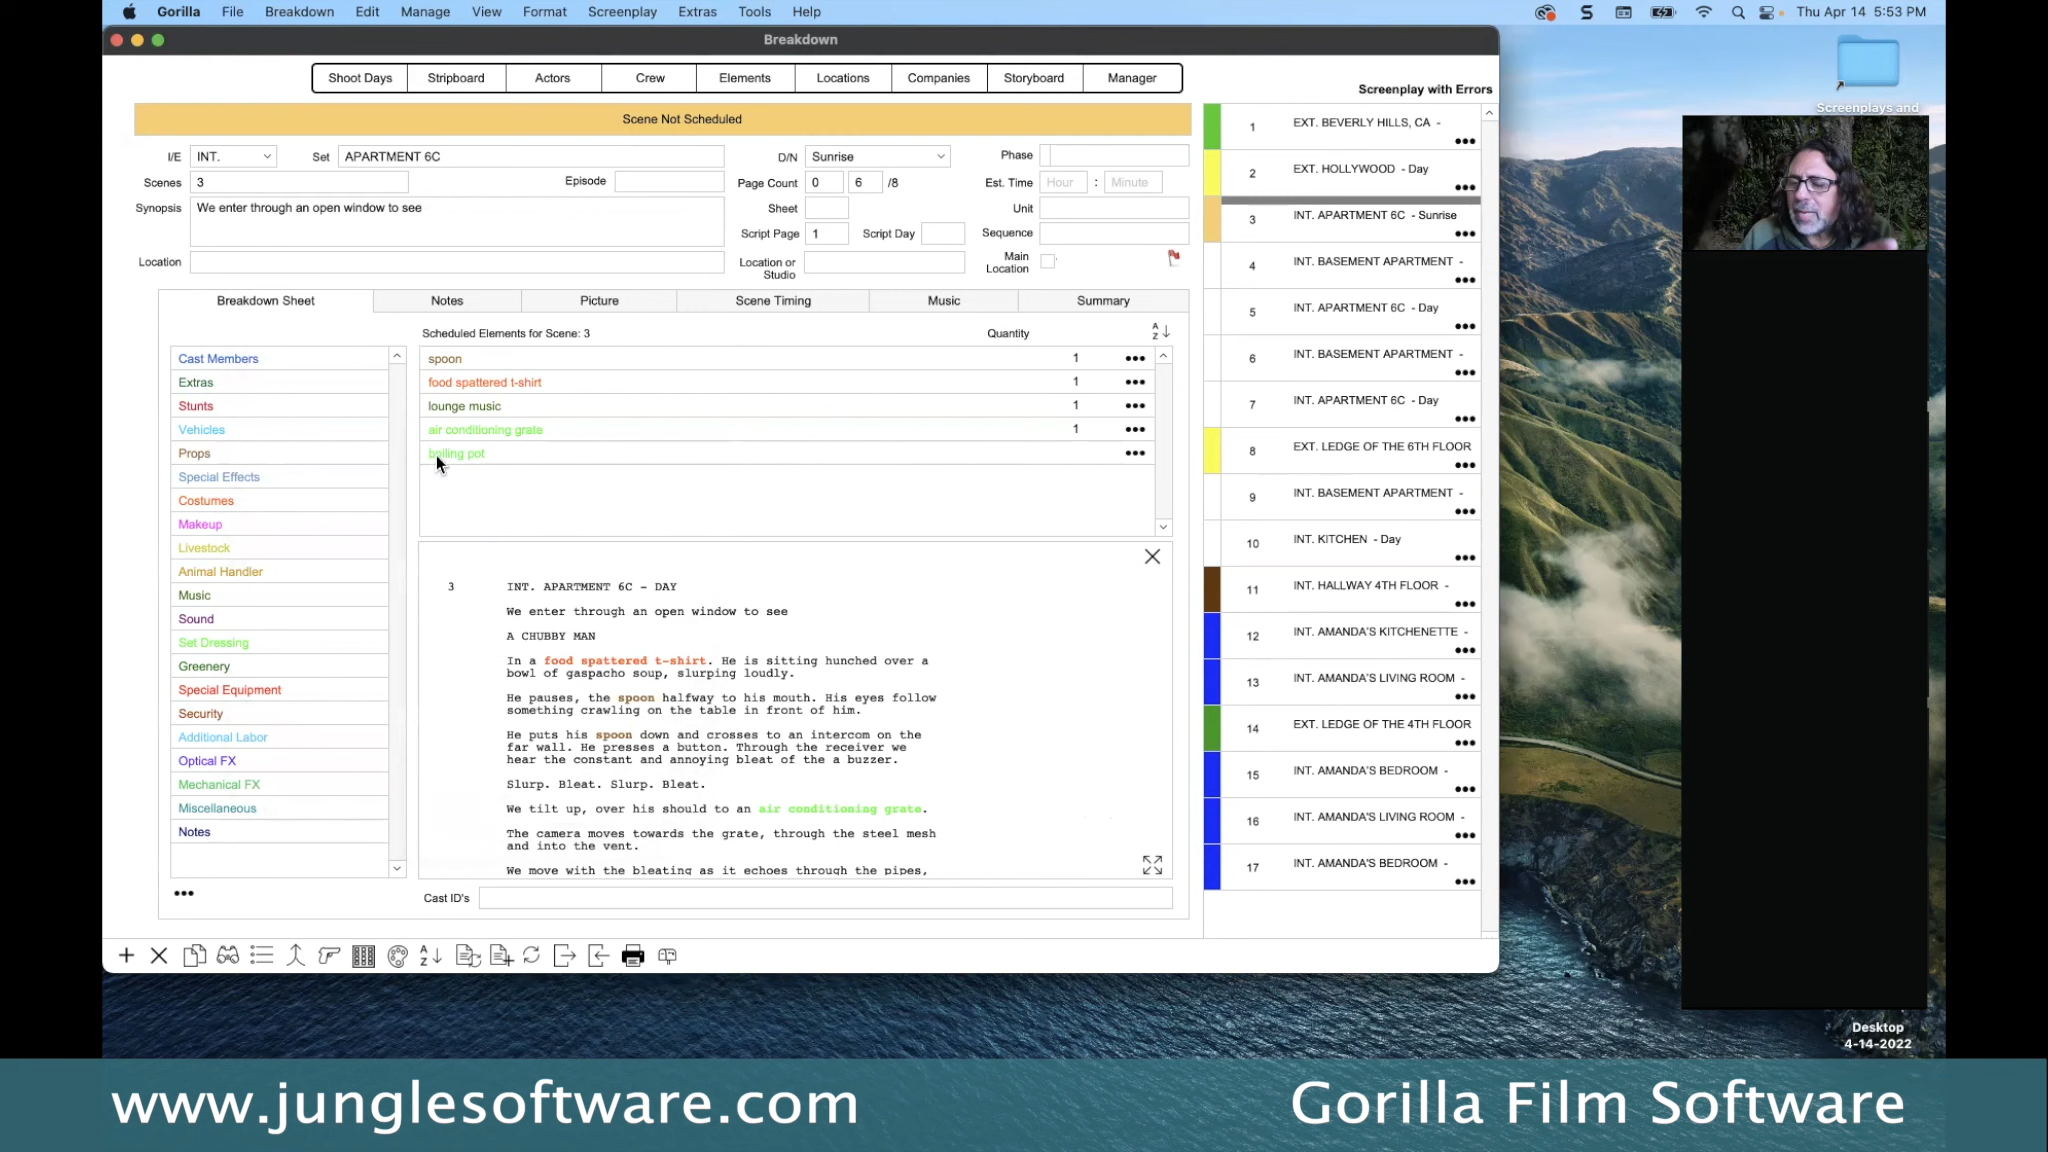 Gorilla File Breakdown Edit Manage View Format Screenplay Extras Tools Help
Thu Apr 14 5:53 PM
Breakdown
Shoot Days Stripboard Actors Crew Elements Locations Companies Storyboard Manager
Screenplay with Errors
Scene Not Scheduled
I/E INT. Set APARTMENT 6C D/N Sunrise Phase
Scenes 3 Episode Page Count 0 6 /8 Est. Time Hour : Minute
Synopsis We enter through an open window to see Sheet Unit
Script Page 1 Script Day Sequence
Location Location or Studio Main Location
Breakdown Sheet Notes Picture Scene Timing Music Summary
Scheduled Elements for Scene: 3 Quantity
Cast Members
Extras
Stunts
Vehicles
Props
Special Effects
Costumes
Makeup
Livestock
Animal Handler
Music
Sound
Set Dressing
Greenery
Special Equipment
Security
Additional Labor
Optical FX
Mechanical FX
Miscellaneous
Notes
spoon 1
food spattered t-shirt 1
lounge music 1
air conditioning grate 1
boiling pot
3 INT. APARTMENT 6C - DAY
We enter through an open window to see
A CHUBBY MAN
In a food spattered t-shirt. He is sitting hunched over a
bowl of gaspacho soup, slurping loudly.
He pauses, the spoon halfway to his mouth. His eyes follow
something crawling on the table in front of him.
He puts his spoon down and crosses to an intercom on the
far wall. He presses a button. Through the receiver we
hear the constant and annoying bleat of the a buzzer.
Slurp. Bleat. Slurp. Bleat.
We tilt up, over his should to an air conditioning grate.
The camera moves towards the grate, through the steel mesh
and into the vent.
We move with the bleating as it echoes through the pipes,
Cast ID's
1 EXT. BEVERLY HILLS, CA -
2 EXT. HOLLYWOOD - Day
3 INT. APARTMENT 6C - Sunrise
4 INT. BASEMENT APARTMENT -
5 INT. APARTMENT 6C - Day
6 INT. BASEMENT APARTMENT -
7 INT. APARTMENT 6C - Day
8 EXT. LEDGE OF THE 6TH FLOOR
9 INT. BASEMENT APARTMENT -
10 INT. KITCHEN - Day
11 INT. HALLWAY 4TH FLOOR -
12 INT. AMANDA'S KITCHENETTE -
13 INT. AMANDA'S LIVING ROOM -
14 EXT. LEDGE OF THE 4TH FLOOR
15 INT. AMANDA'S BEDROOM -
16 INT. AMANDA'S LIVING ROOM -
17 INT. AMANDA'S BEDROOM -
Screenplays and
Desktop
4-14-2022
www.junglesoftware.com Gorilla Film Software